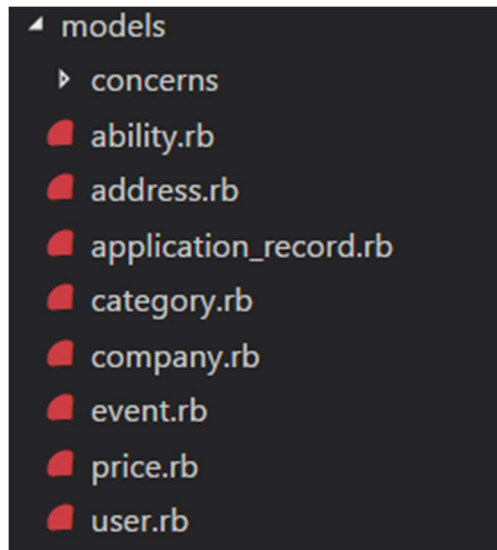 models
concerns
ability.rb
address.rb
application_record.rb
category.rb
company.rb
event.rb
price.rb
user.rb